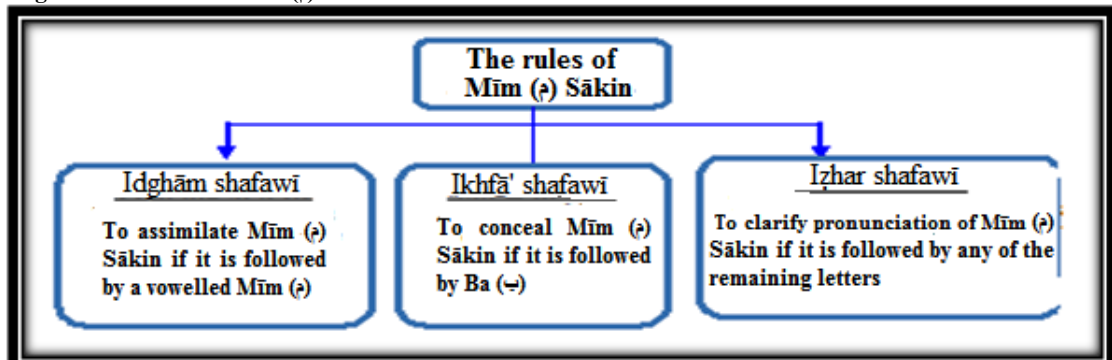 The rules of
Mīm (م) Sākin
Idghām shafawī
To assimilate Mīm (م)
Sākin if it is followed
by a vowelled Mīm (م)
Ikhfā' shafawī
To conceal Mīm (م)
Sākin if it is followed
by Ba (ب)
Iẓhar shafawī
To clarify pronunciation of Mīm (م)
Sākin if it is followed by any of the
remaining letters